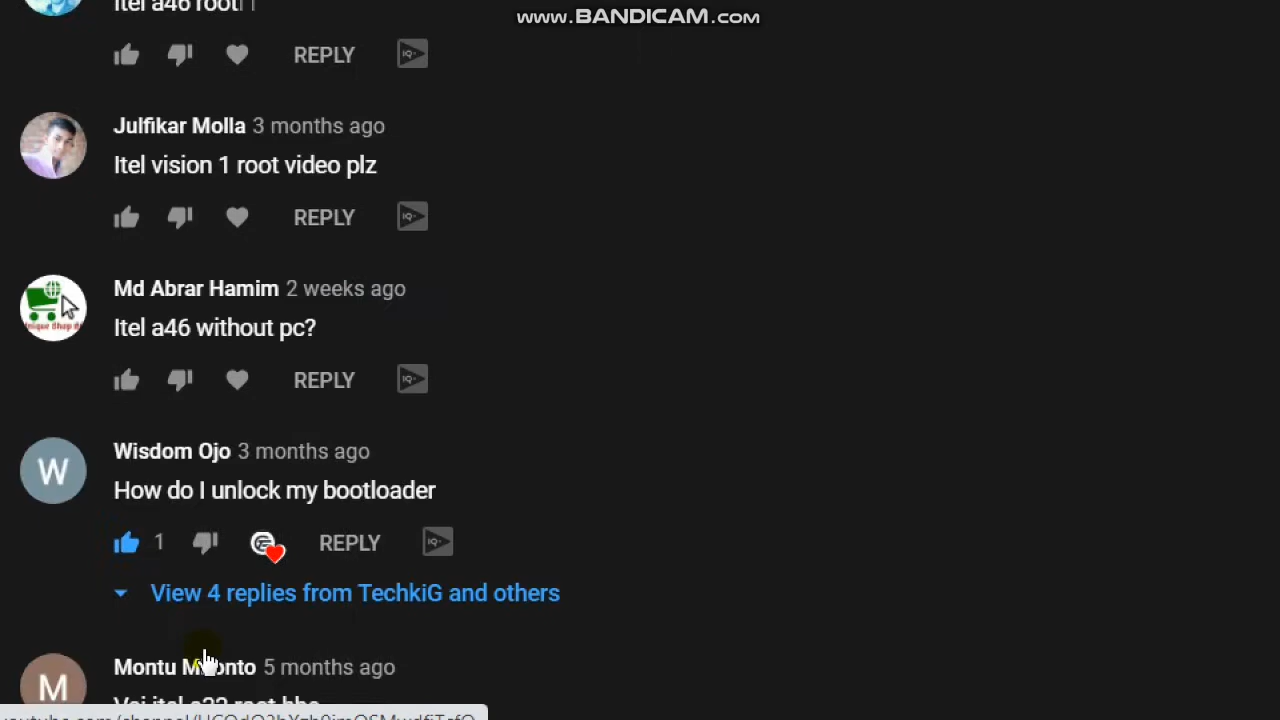 www.BANDICAM.com
Itel a46 root
REPLY
Julfikar Molla 3 months ago
Itel vision 1 root video plz
REPLY
Md Abrar Hamim 2 weeks ago
Itel a46 without pc?
REPLY
W
Wisdom Ojo 3 months ago
How do I unlock my bootloader
1 REPLY
View 4 replies from TechkiG and others
M
Montu 5 months ago